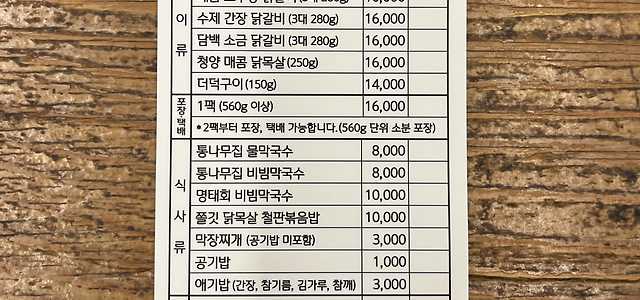 이
류
수제 간장 닭갈비 (3대 280g) 16,000
담백 소금 닭갈비 (3대 280g) 16,000
청양 매콤 닭목살(250g) 16,000
더덕구이(150g) 14,000
포장·택배
1팩 (560g 이상) 16,000
• 2팩부터 포장, 택배 가능합니다.(560g 단위 소분 포장)
식
사
류
통나무집 물막국수 8,000
통나무집 비빔막국수 8,000
명태회 비빔막국수 10,000
쫄깃 닭목살 철판볶음밥 10,000
막장찌개 (공기밥 미포함) 3,000
공기밥 1,000
애기밥 (간장, 참기름, 김가루, 참깨) 3,000